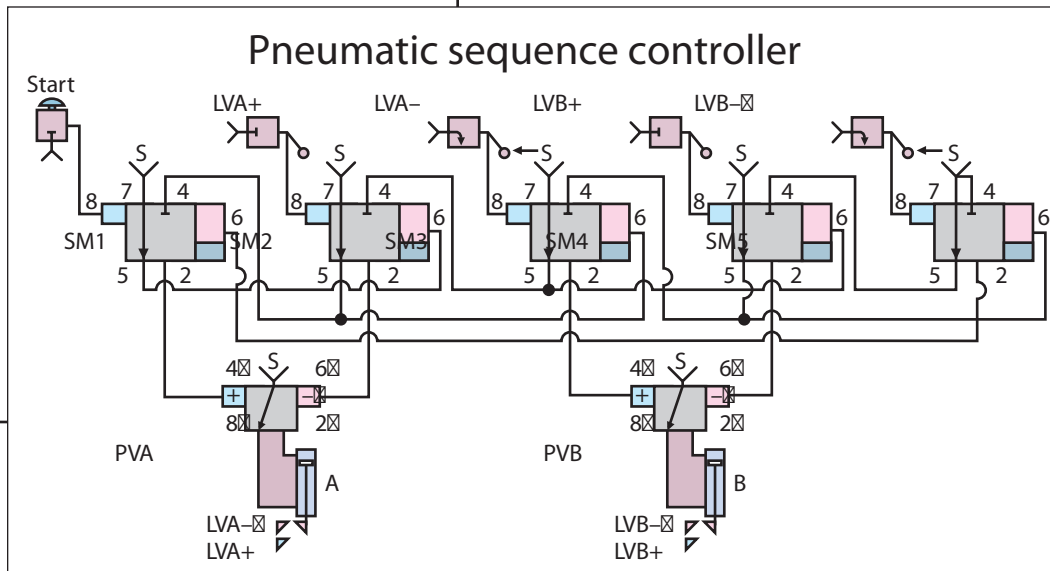 Pneumatic sequence controller
Start
LVA+ LVA– LVB+ LVB–
S S S S
8 7 4 6 8 7 4 6 8 7 4 6 8 7 4 6 8 7 4 6
SM1 SM2 SM3 SM4 SM5
5 2 5 2 5 2 5 2 5 2
4 S 6 4 S 6
+ – + –
8 2 8 2
PVA PVB
A B
LVA– LVB–
LVA+ LVB+